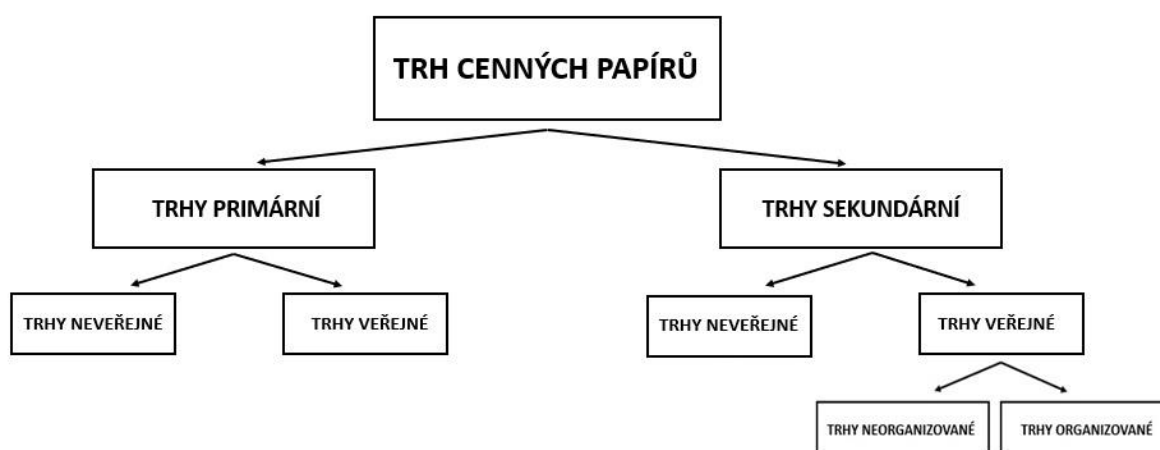 TRH CENNÝCH PAPÍRŮ
TRHY PRIMÁRNÍ
TRHY SEKUNDÁRNÍ
TRHY NEVEŘEJNÉ
TRHY VEŘEJNÉ
TRHY NEVEŘEJNÉ
TRHY VEŘEJNÉ
TRHY NEORGANIZOVANÉ
TRHY ORGANIZOVANÉ